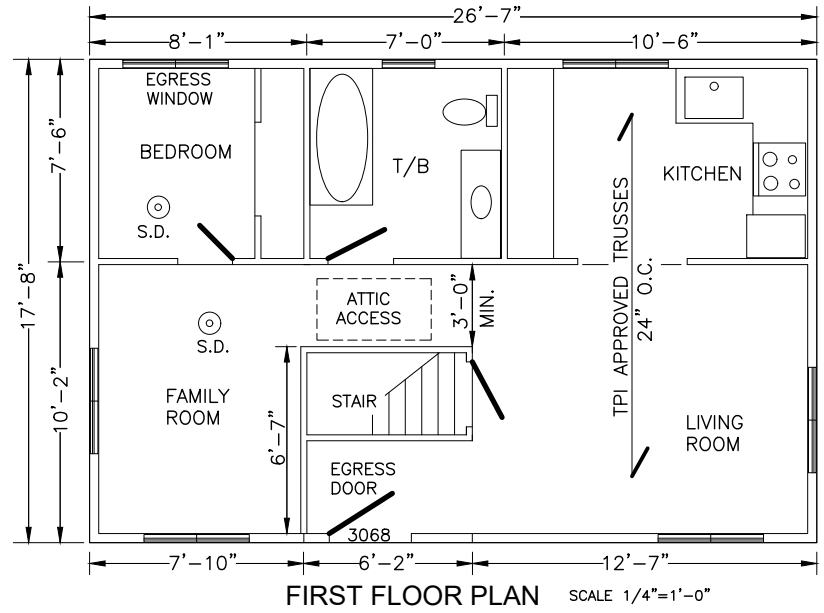 26'-7"
8'-1" 7'-0" 10'-6"
EGRESS
WINDOW
BEDROOM
T/B
KITCHEN
7'-6"
S.D.
17'-8"
TPI APPROVED TRUSSES
24" O.C.
ATTIC
ACCESS
3'-0"
MIN.
S.D.
10'-2"
FAMILY
ROOM
STAIR
6'-7"
LIVING
ROOM
EGRESS
DOOR
3068
7'-10" 6'-2" 12'-7"
FIRST FLOOR PLAN SCALE 1/4"=1'-0"